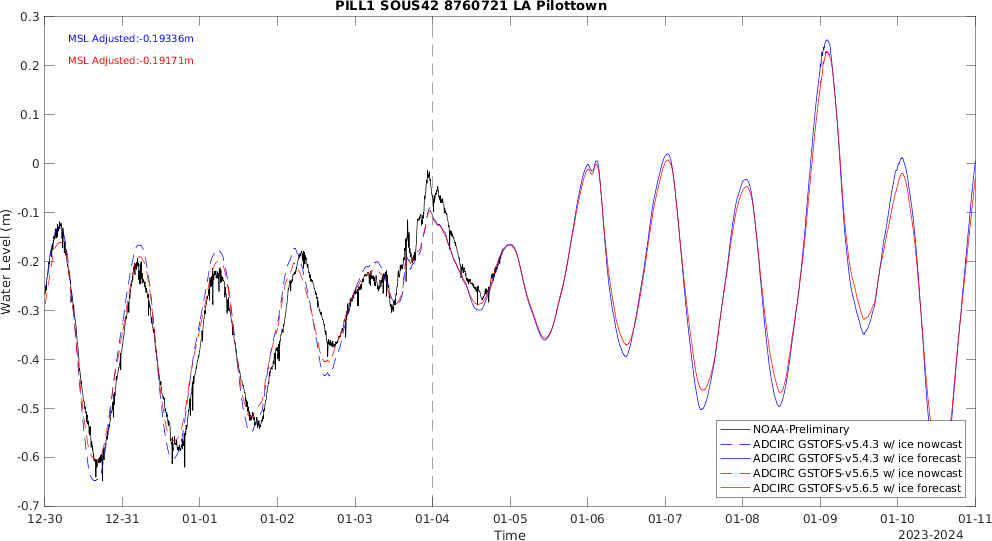 PILL1 SOUS42 8760721 LA Pilottown
MSL Adjusted:-0.19336m
MSL Adjusted:-0.19171m
0.3
0.2
0.1
0
-0.1
-0.2
-0.3
-0.4
-0.5
-0.6
-0.7
Water Level (m)
NOAA-Preliminary
ADCIRC GSTOFS-v5.4.3 w/ ice nowcast
ADCIRC GSTOFS-v5.4.3 w/ ice forecast
ADCIRC GSTOFS-v5.6.5 w/ ice nowcast
ADCIRC GSTOFS-v5.6.5 w/ ice forecast
12-30 12-31 01-01 01-02 01-03 01-04 01-05 01-06 01-07 01-08 01-09 01-10 01-11
Time
2023-2024